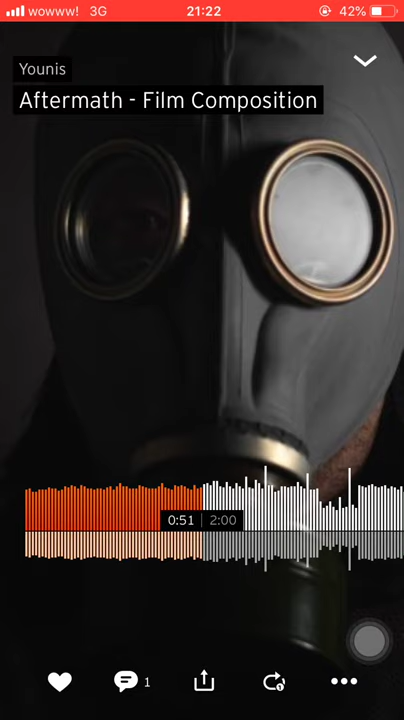 wowww! 3G 21:22 42%
Younis
Aftermath - Film Composition
0:51 | 2:00
1